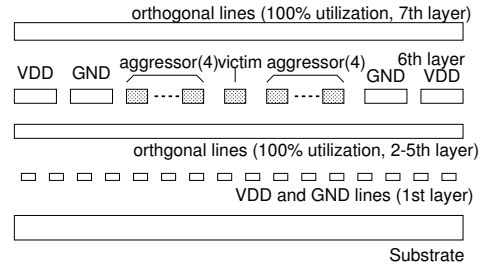 orthogonal lines (100% utilization, 7th layer)
6th layer
VDD GND aggressor(4) victim aggressor(4) GND VDD
orthgonal lines (100% utilization, 2-5th layer)
VDD and GND lines (1st layer)
Substrate